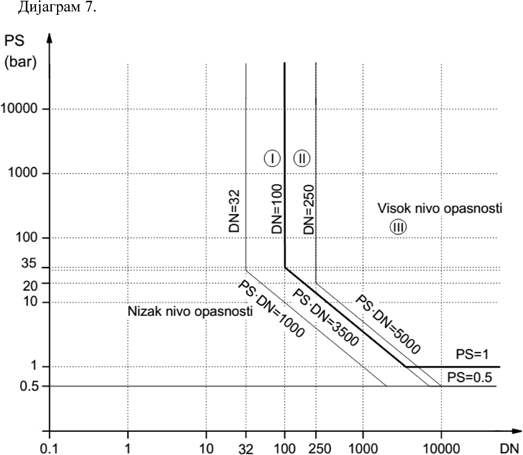 Дијаграм 7.
PS
(bar)
10000
1000
100
35
20
10
1
0.5
DN=32
I
DN=100
II
DN=250
Visok nivo opasnosti
III
Nizak nivo opasnosti
PS·DN=1000
PS·DN=3500
PS·DN=5000
PS=1
PS=0.5
0.1 1 10 32 100 250 1000 10000 DN